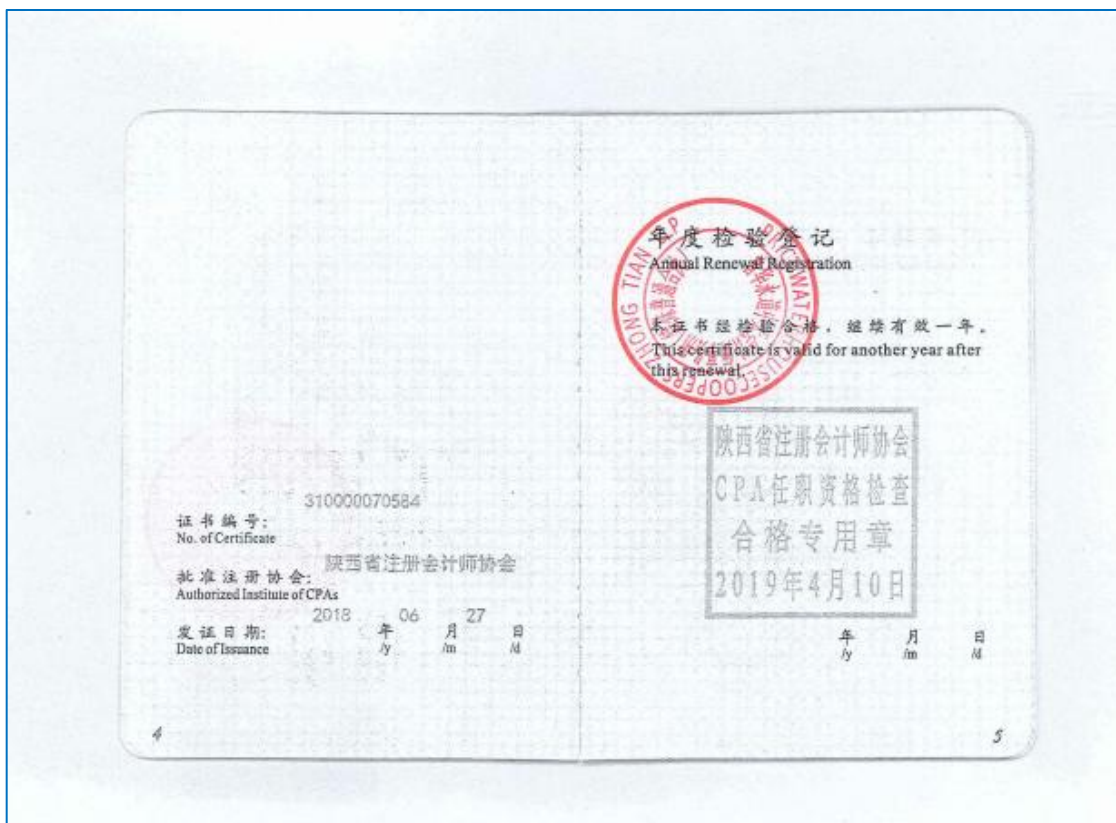 310000070584
证书编号:
No. of Certificate
陕西省注册会计师协会
批准注册协会:
Authorized Institute of CPAs
2018 06 27
发证日期: 年 月 日
Date of Issuance /y /m /d
4
年度检验登记
Annual Renewal Registration
本证书经检验合格，继续有效一年。
This certificate is valid for another year after
this renewal.
PRICEWATERHOUSECOOPERS ZHONG TIAN LLP
陕西省注册会计师协会
CPA任职资格检查
合格专用章
2019年4月10日
年 月 日
/y /m /d
5